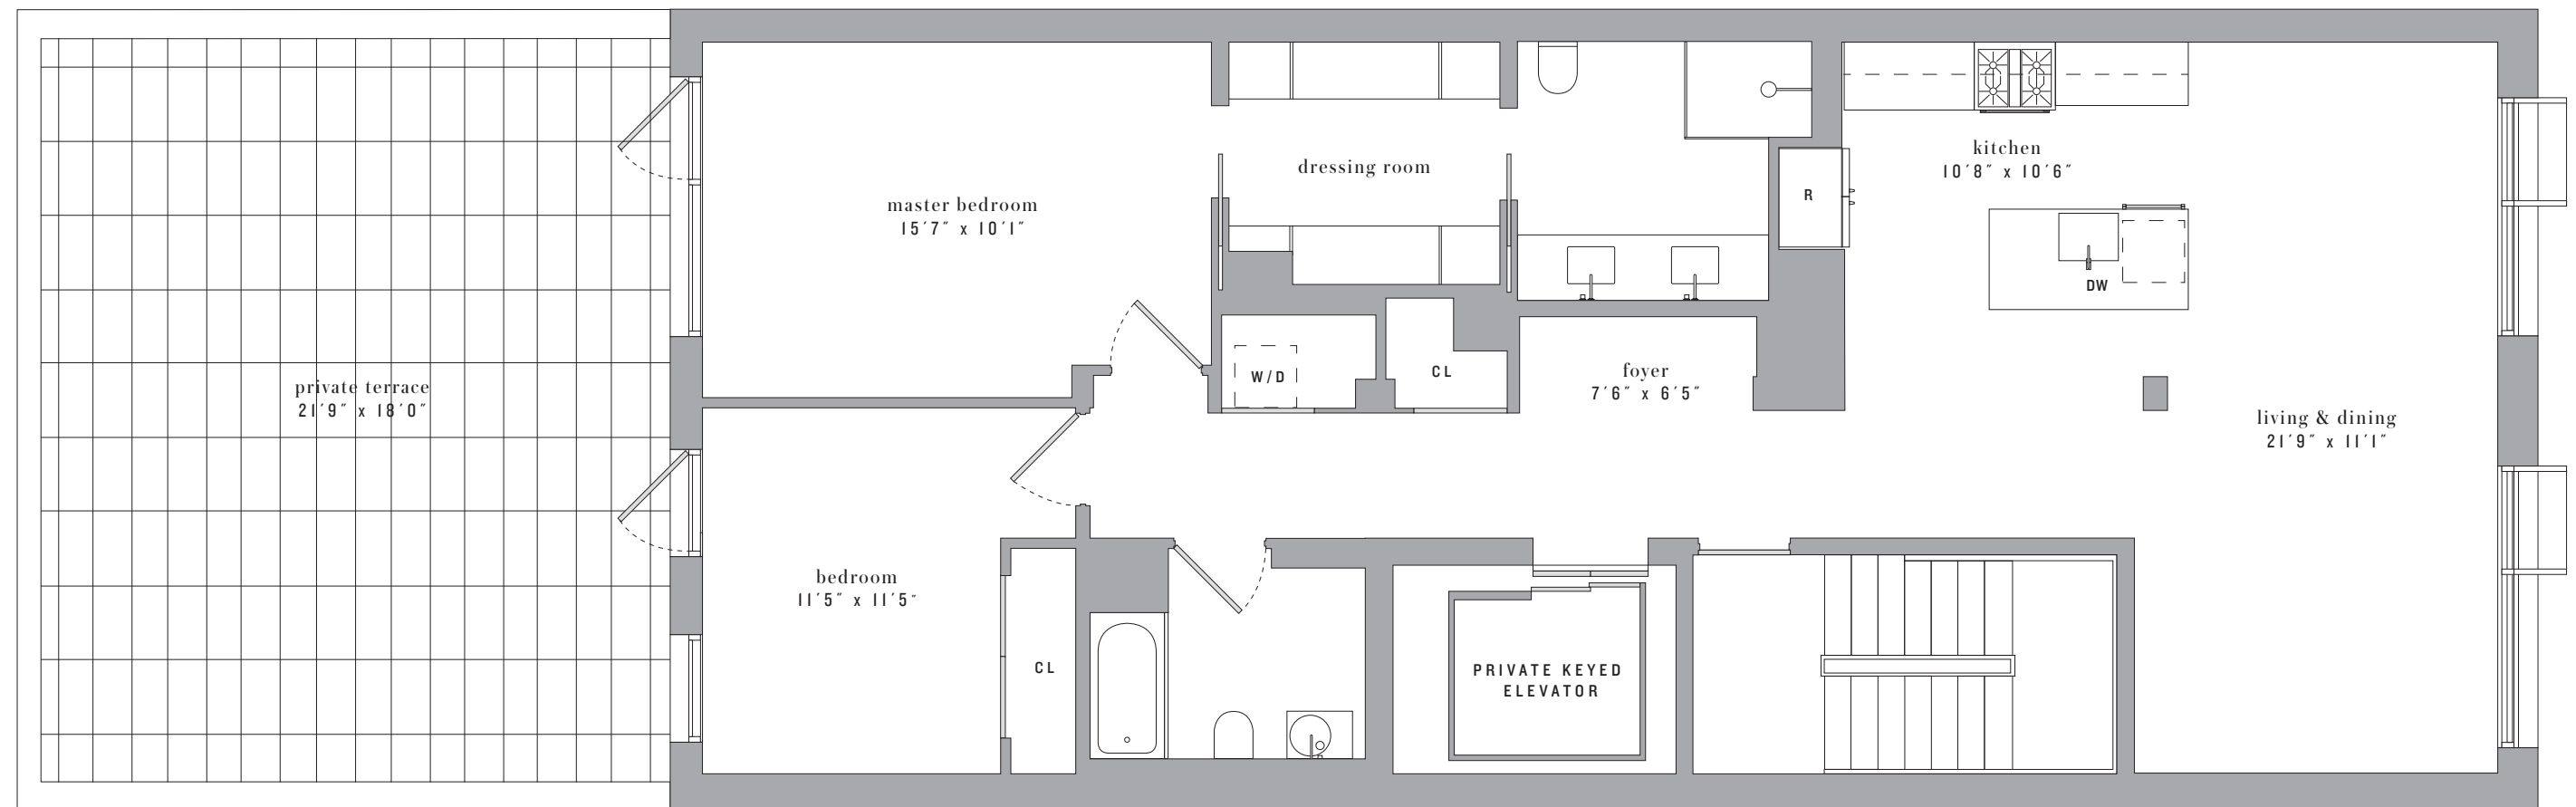 private terrace
21'9" x 18'0"
master bedroom
15'7" x 10'1"
bedroom
11'5" x 11'5"
CL
dressing room
W/D
CL
foyer
7'6" x 6'5"
PRIVATE KEYED
ELEVATOR
R
kitchen
10'8" x 10'6"
DW
living & dining
21'9" x 11'1"